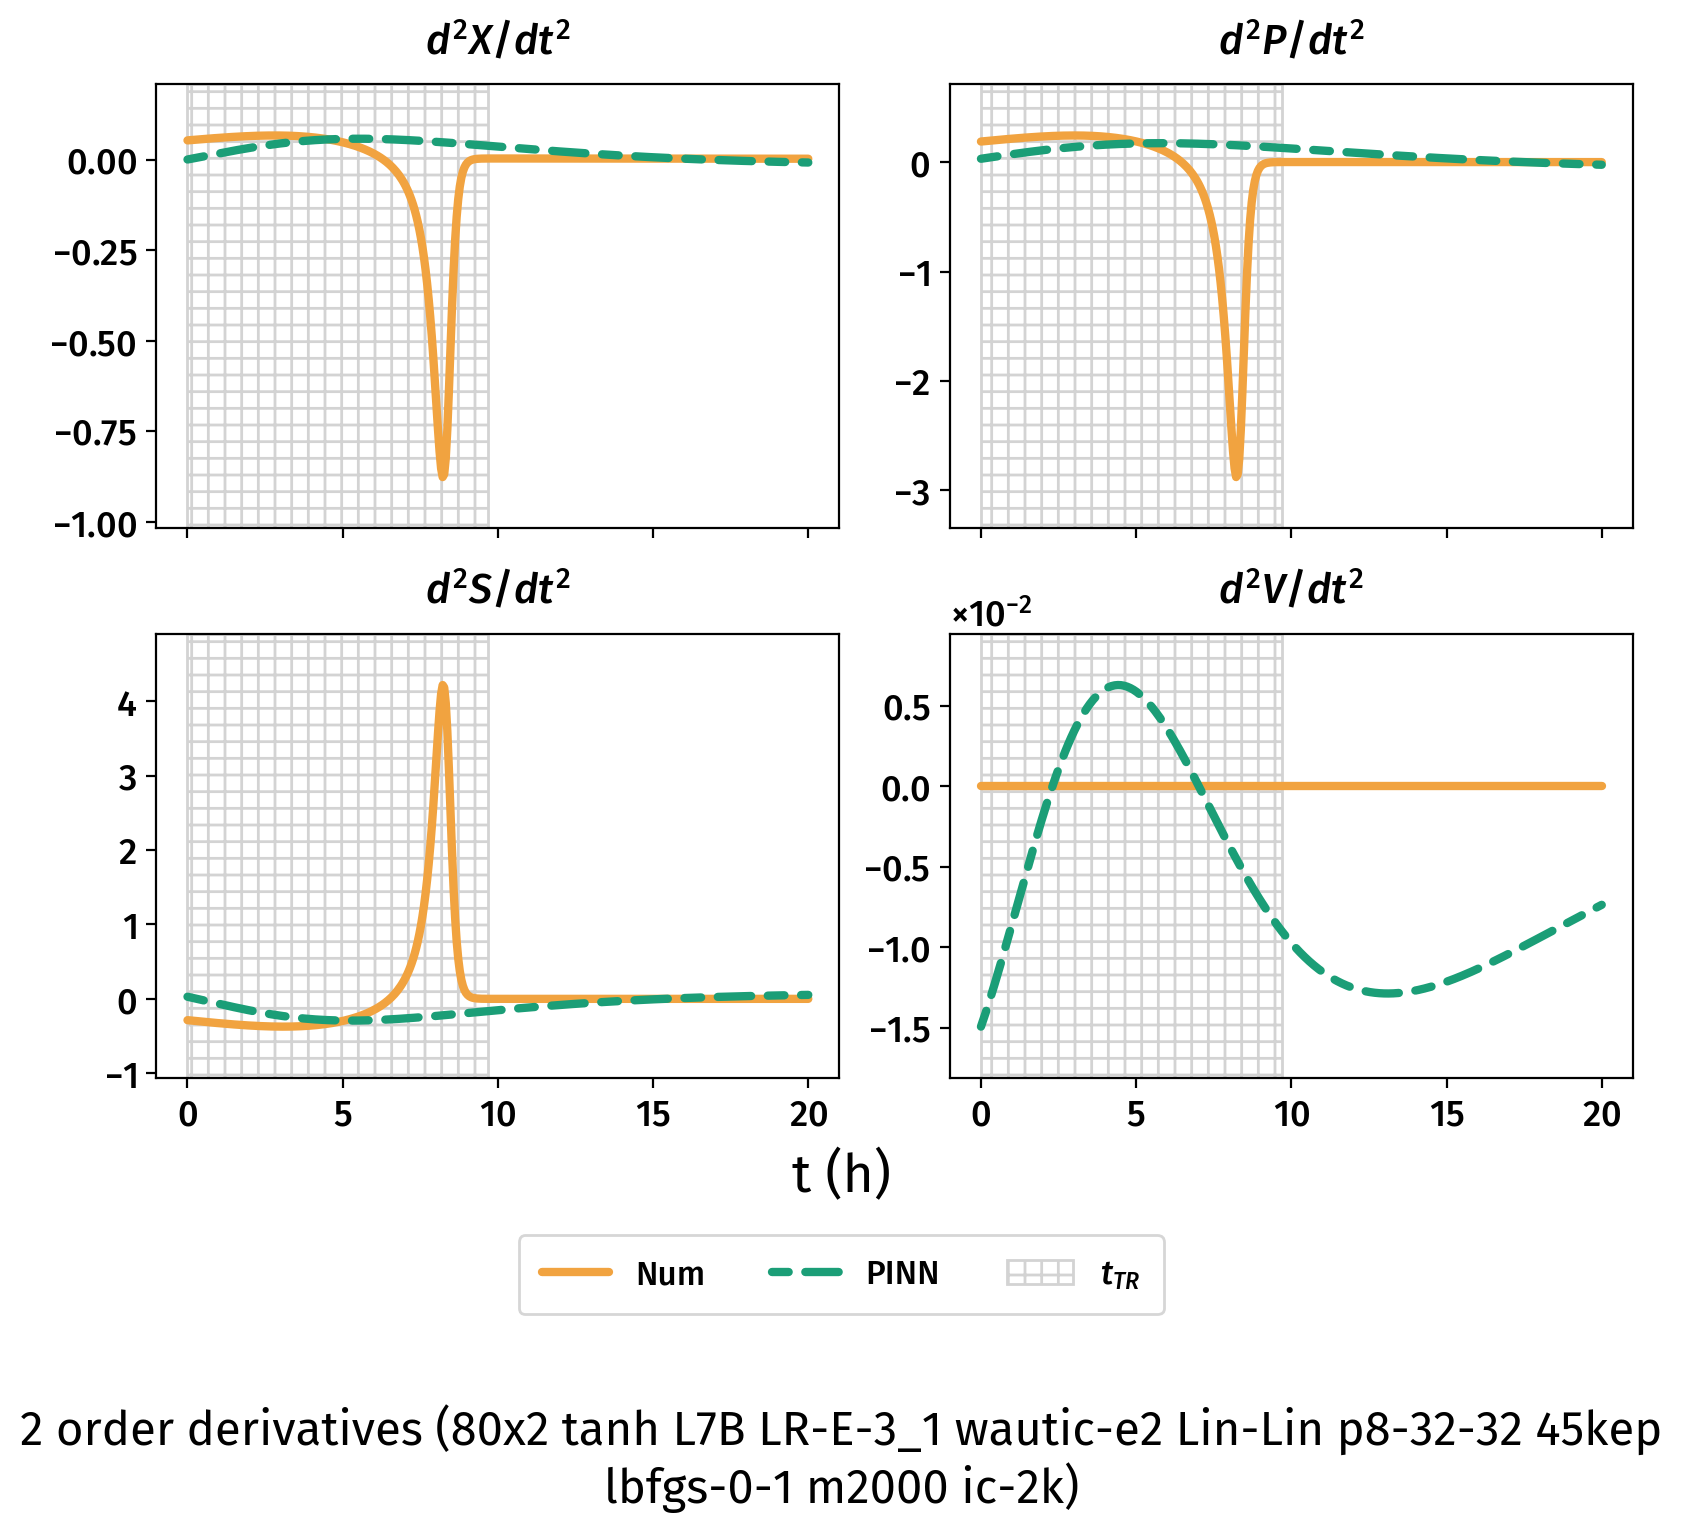 d²X/dt²
d²P/dt²
0.00
−0.25
−0.50
−0.75
−1.00
0
−1
−2
−3
d²S/dt²
d²V/dt²
×10⁻²
4
3
2
1
0
−1
0.5
0.0
−0.5
−1.0
−1.5
0 5 10 15 20
0 5 10 15 20
t (h)
Num PINN t_TR
2 order derivatives (80x2 tanh L7B LR-E-3_1 wautic-e2 Lin-Lin p8-32-32 45kep
lbfgs-0-1 m2000 ic-2k)